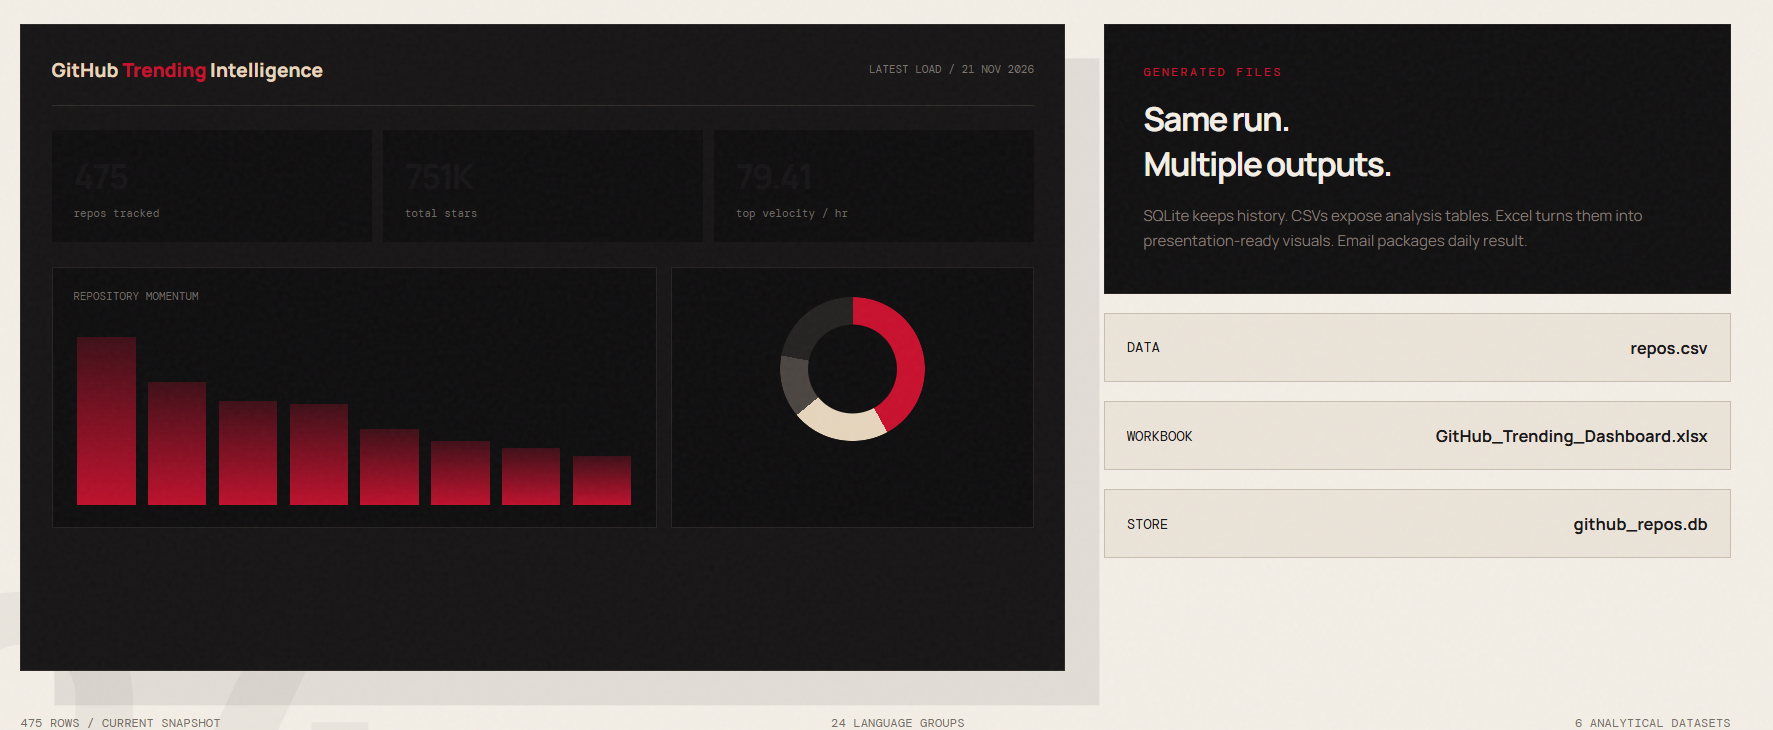 GitHub Trending Intelligence
LATEST LOAD / 21 NOV 2026
475
repos tracked
751K
total stars
79.41
top velocity / hr
REPOSITORY MOMENTUM
GENERATED FILES
Same run.
Multiple outputs.
SQLite keeps history. CSVs expose analysis tables. Excel turns them into
presentation-ready visuals. Email packages daily result.
DATA
repos.csv
WORKBOOK
GitHub_Trending_Dashboard.xlsx
STORE
github_repos.db
475 ROWS / CURRENT SNAPSHOT
24 LANGUAGE GROUPS
6 ANALYTICAL DATASETS